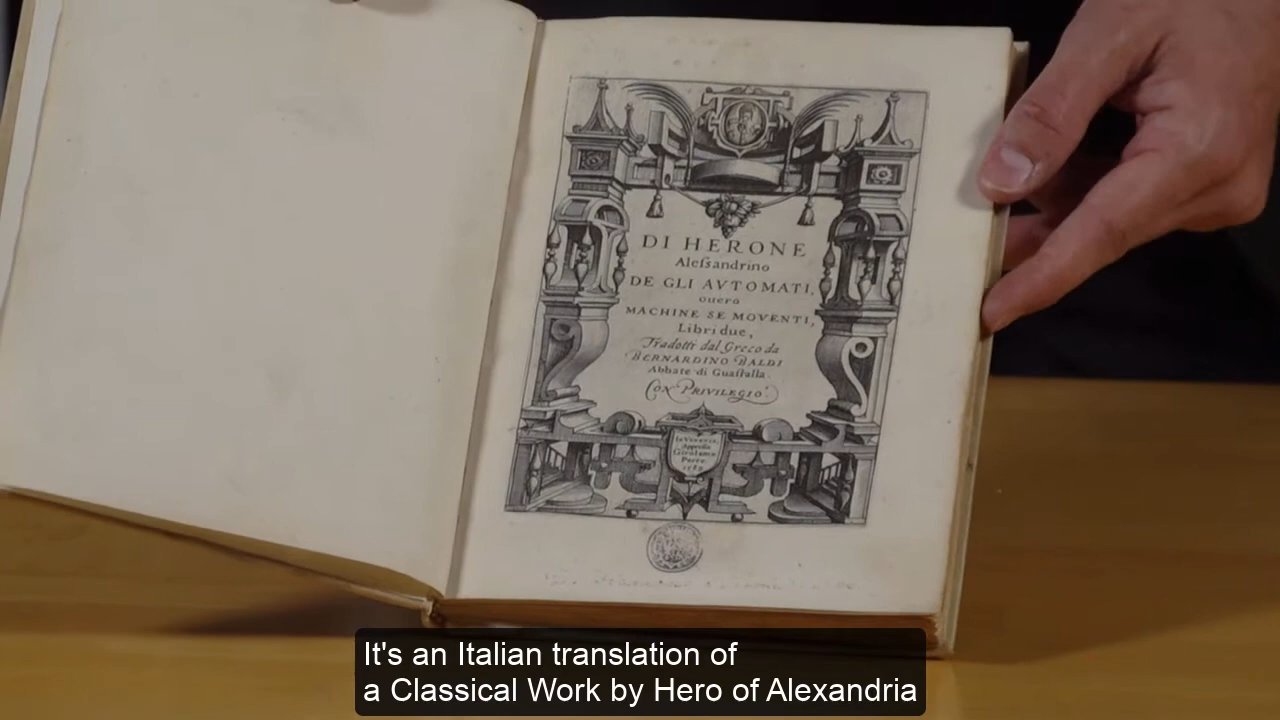 DI HERONE
Alessandrino
DE GLI AVTOMATI,
ouero
MACHINE SE MOVENTI,
Libri due,
Tradotti dal Greco da
BERNARDINO BALDI
Abbate di Guastalla.
CON PRIVILEGIO.
In Venetia,
Appresso
Girolamo
Porro.
1589
It's an Italian translation of
a Classical Work by Hero of Alexandria